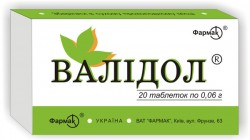 Фармак
ВАЛІДОЛ®
20 таблеток по 0,06 г
Фармак
УКРАЇНА
ВАТ "ФАРМАК", Київ, вул. Фрунзе, 63